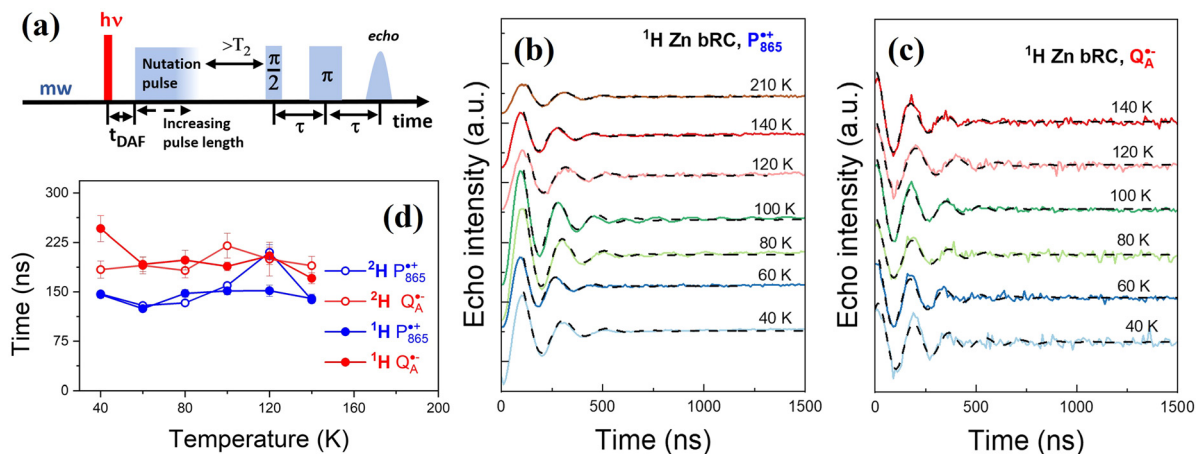 (a)
hν
mw
Nutation
pulse
>T₂
π/2
π
echo
t_DAF
Increasing
pulse length
τ
τ
time
(b)
¹H Zn bRC, P₈₆₅•⁺
Echo intensity (a.u.)
210 K
140 K
120 K
100 K
80 K
60 K
40 K
0
500
1000
1500
Time (ns)
(c)
¹H Zn bRC, Q_A•⁻
Echo intensity (a.u.)
140 K
120 K
100 K
80 K
60 K
40 K
0
500
1000
1500
Time (ns)
(d)
Time (ns)
300
225
150
75
0
²H P₈₆₅•⁺
²H Q_A•⁻
¹H P₈₆₅•⁺
¹H Q_A•⁻
40
80
120
160
200
Temperature (K)